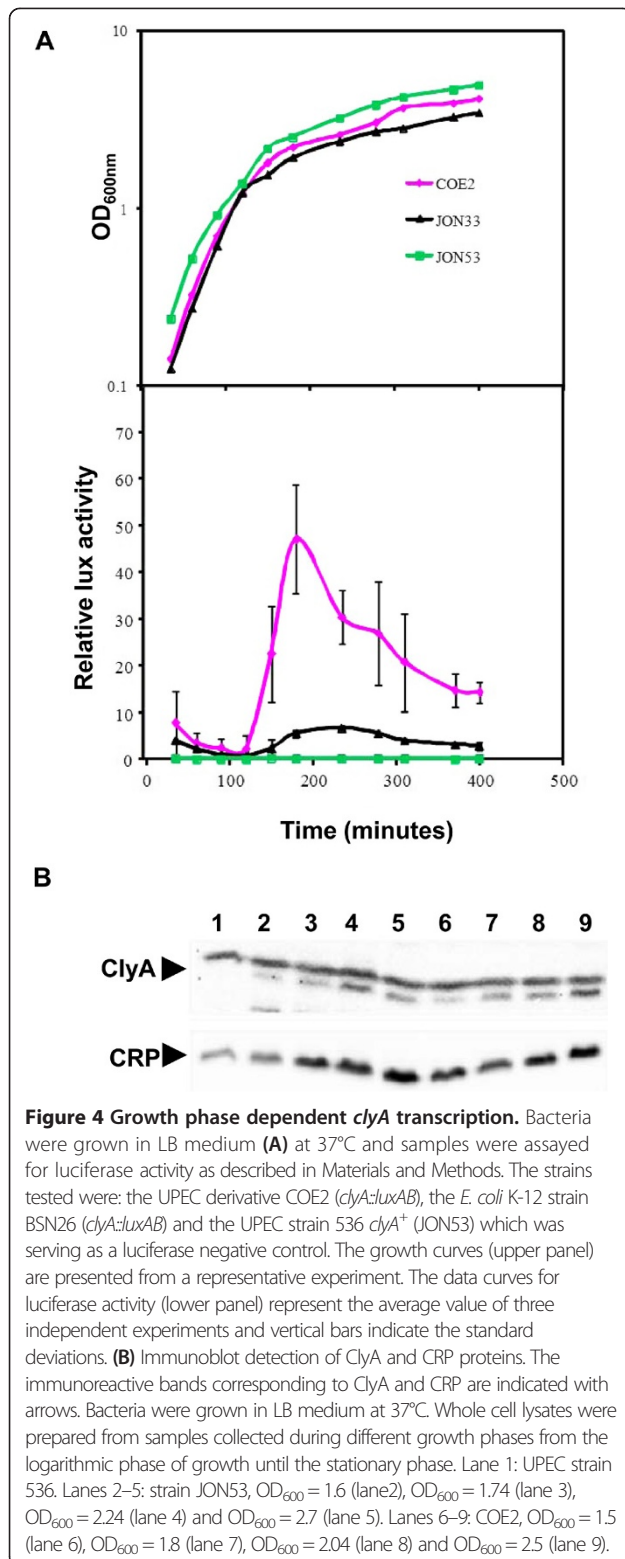 A
10
OD600nm
1
0.1
COE2
JON33
JON53
70
60
50
40
30
20
10
0
Relative lux activity
0 100 200 300 400 500
Time (minutes)
B
1 2 3 4 5 6 7 8 9
ClyA
CRP
Figure 4 Growth phase dependent clyA transcription. Bacteria
were grown in LB medium (A) at 37°C and samples were assayed
for luciferase activity as described in Materials and Methods. The strains
tested were: the UPEC derivative COE2 (clyA::luxAB), the E. coli K-12 strain
BSN26 (clyA::luxAB) and the UPEC strain 536 clyA+ (JON53) which was
serving as a luciferase negative control. The growth curves (upper panel)
are presented from a representative experiment. The data curves for
luciferase activity (lower panel) represent the average value of three
independent experiments and vertical bars indicate the standard
deviations. (B) Immunoblot detection of ClyA and CRP proteins. The
immunoreactive bands corresponding to ClyA and CRP are indicated with
arrows. Bacteria were grown in LB medium at 37°C. Whole cell lysates were
prepared from samples collected during different growth phases from the
logarithmic phase of growth until the stationary phase. Lane 1: UPEC strain
536. Lanes 2–5: strain JON53, OD600 = 1.6 (lane2), OD600 = 1.74 (lane 3),
OD600 = 2.24 (lane 4) and OD600 = 2.7 (lane 5). Lanes 6–9: COE2, OD600 = 1.5
(lane 6), OD600 = 1.8 (lane 7), OD600 = 2.04 (lane 8) and OD600 = 2.5 (lane 9).